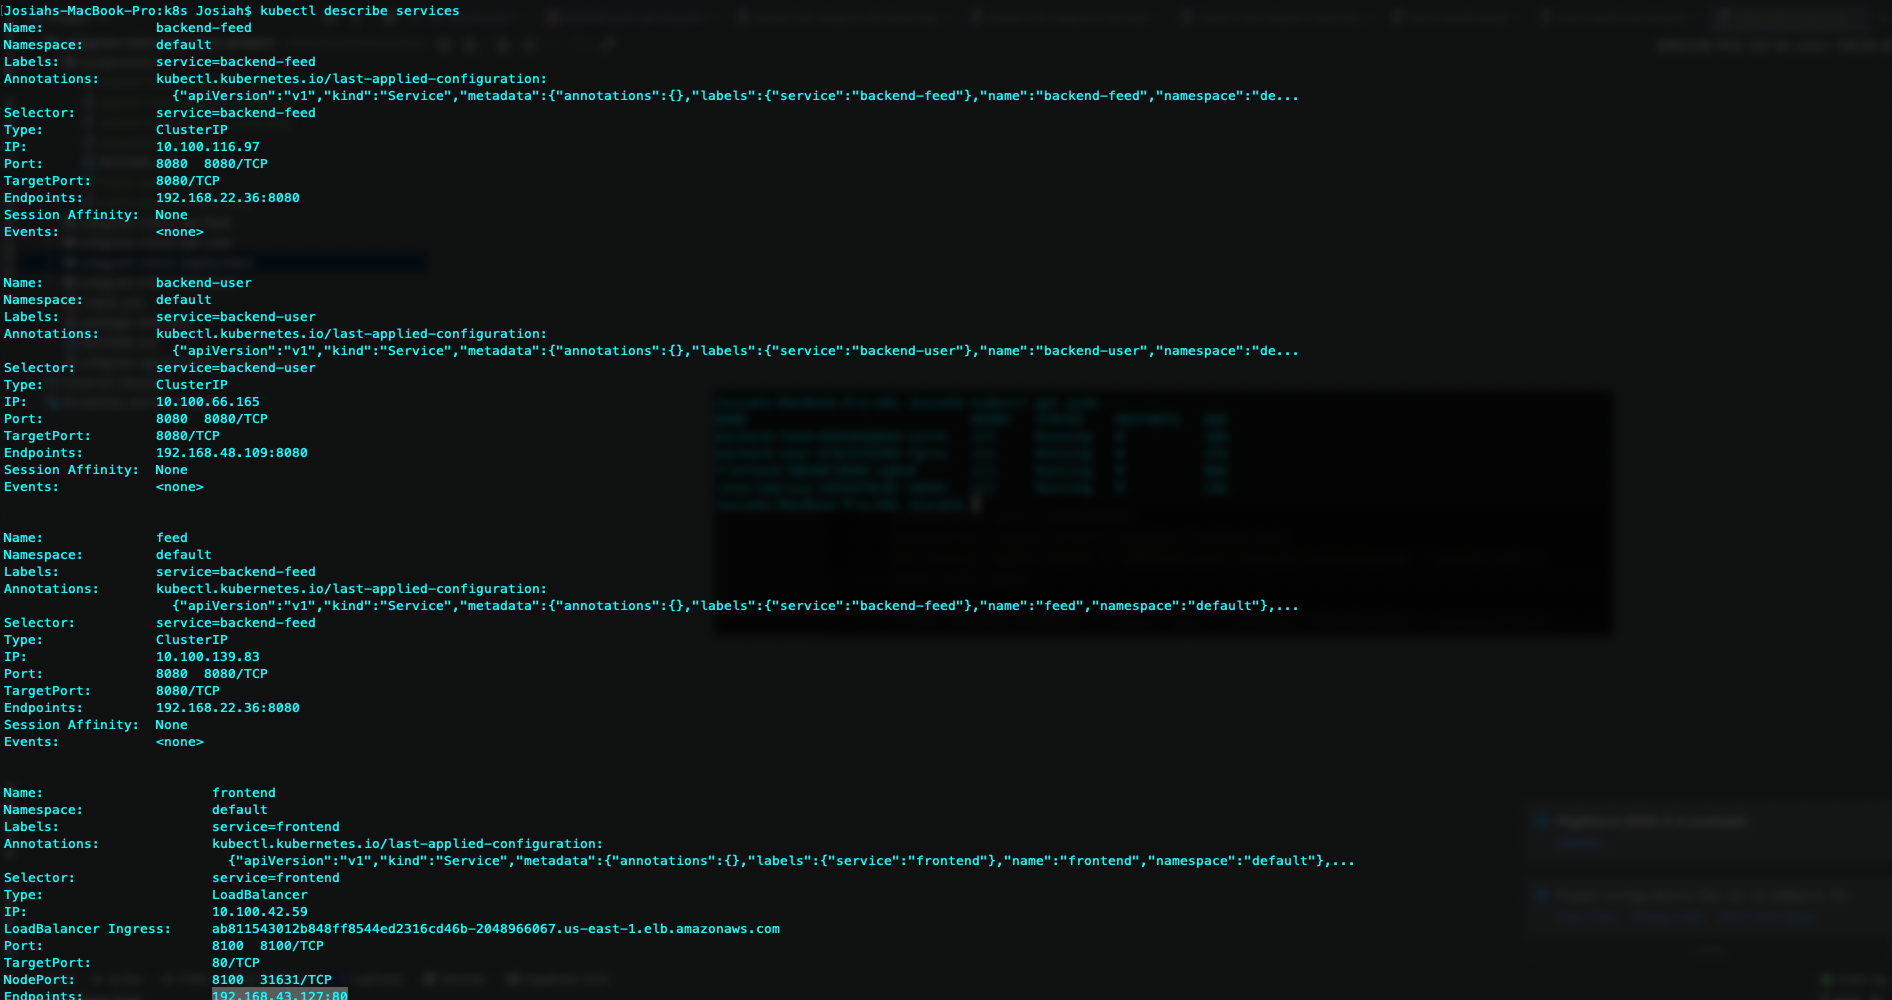 [Josiahs-MacBook-Pro:k8s Josiah$ kubectl describe services
Name:              backend-feed
Namespace:         default
Labels:            service=backend-feed
Annotations:       kubectl.kubernetes.io/last-applied-configuration:
                     {"apiVersion":"v1","kind":"Service","metadata":{"annotations":{},"labels":{"service":"backend-feed"},"name":"backend-feed","namespace":"de...
Selector:          service=backend-feed
Type:              ClusterIP
IP:                10.100.116.97
Port:              8080  8080/TCP
TargetPort:        8080/TCP
Endpoints:         192.168.22.36:8080
Session Affinity:  None
Events:            <none>
Name:              backend-user
Namespace:         default
Labels:            service=backend-user
Annotations:       kubectl.kubernetes.io/last-applied-configuration:
                     {"apiVersion":"v1","kind":"Service","metadata":{"annotations":{},"labels":{"service":"backend-user"},"name":"backend-user","namespace":"de...
Selector:          service=backend-user
Type:              ClusterIP
IP:                10.100.66.165
Port:              8080  8080/TCP
TargetPort:        8080/TCP
Endpoints:         192.168.48.109:8080
Session Affinity:  None
Events:            <none>
Name:              feed
Namespace:         default
Labels:            service=backend-feed
Annotations:       kubectl.kubernetes.io/last-applied-configuration:
                     {"apiVersion":"v1","kind":"Service","metadata":{"annotations":{},"labels":{"service":"backend-feed"},"name":"feed","namespace":"default"},...
Selector:          service=backend-feed
Type:              ClusterIP
IP:                10.100.139.83
Port:              8080  8080/TCP
TargetPort:        8080/TCP
Endpoints:         192.168.22.36:8080
Session Affinity:  None
Events:            <none>
Name:                     frontend
Namespace:                default
Labels:                   service=frontend
Annotations:              kubectl.kubernetes.io/last-applied-configuration:
                            {"apiVersion":"v1","kind":"Service","metadata":{"annotations":{},"labels":{"service":"frontend"},"name":"frontend","namespace":"default"},...
Selector:                 service=frontend
Type:                     LoadBalancer
IP:                       10.100.42.59
LoadBalancer Ingress:     ab811543012b848ff8544ed2316cd46b-2048966067.us-east-1.elb.amazonaws.com
Port:                     8100  8100/TCP
TargetPort:               80/TCP
NodePort:                 8100  31631/TCP
Endpoints:                192.168.43.127:80